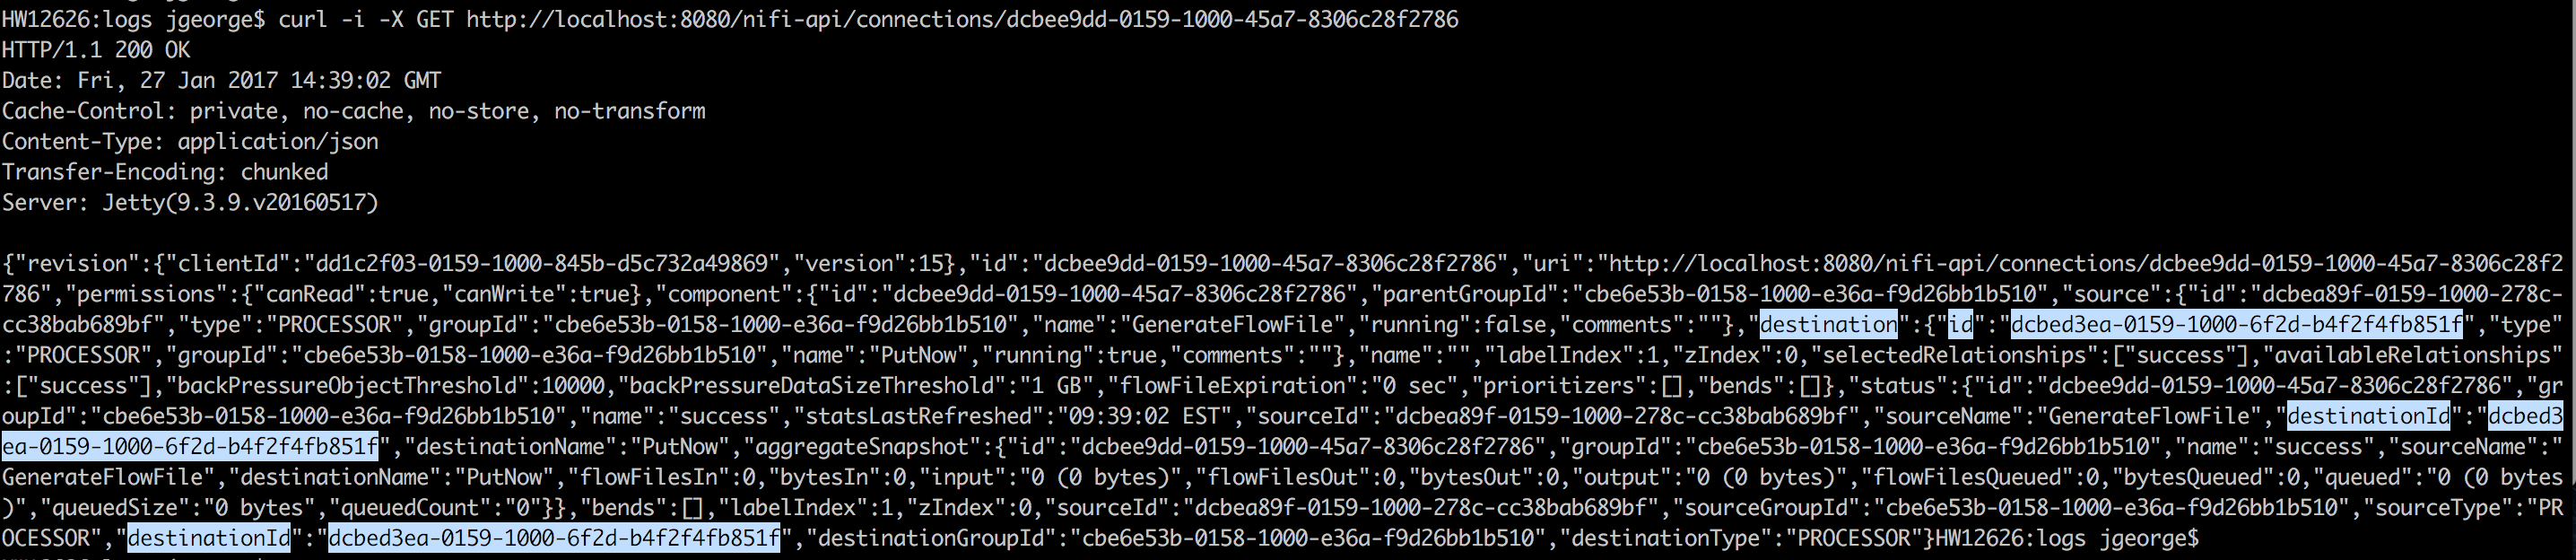 HW12626:logs jgeorge$ curl -i -X GET http://localhost:8080/nifi-api/connections/dcbee9dd-0159-1000-45a7-8306c28f2786
HTTP/1.1 200 OK
Date: Fri, 27 Jan 2017 14:39:02 GMT
Cache-Control: private, no-cache, no-store, no-transform
Content-Type: application/json
Transfer-Encoding: chunked
Server: Jetty(9.3.9.v20160517)
{"revision":{"clientId":"dd1c2f03-0159-1000-845b-d5c732a49869","version":15},"id":"dcbee9dd-0159-1000-45a7-8306c28f2786","uri":"http://localhost:8080/nifi-api/connections/dcbee9dd-0159-1000-45a7-8306c28f2
786","permissions":{"canRead":true,"canWrite":true},"component":{"id":"dcbee9dd-0159-1000-45a7-8306c28f2786","parentGroupId":"cbe6e53b-0158-1000-e36a-f9d26bb1b510","source":{"id":"dcbea89f-0159-1000-278c-
cc38bab689bf","type":"PROCESSOR","groupId":"cbe6e53b-0158-1000-e36a-f9d26bb1b510","name":"GenerateFlowFile","running":false,"comments":""},"destination":{"id":"dcbed3ea-0159-1000-6f2d-b4f2f4fb851f","type"
:"PROCESSOR","groupId":"cbe6e53b-0158-1000-e36a-f9d26bb1b510","name":"PutNow","running":true,"comments":""},"name":"","labelIndex":1,"zIndex":0,"selectedRelationships":["success"],"availableRelationships"
:["success"],"backPressureObjectThreshold":10000,"backPressureDataSizeThreshold":"1 GB","flowFileExpiration":"0 sec","prioritizers":[],"bends":[]},"status":{"id":"dcbee9dd-0159-1000-45a7-8306c28f2786","gr
oupId":"cbe6e53b-0158-1000-e36a-f9d26bb1b510","name":"success","statsLastRefreshed":"09:39:02 EST","sourceId":"dcbea89f-0159-1000-278c-cc38bab689bf","sourceName":"GenerateFlowFile","destinationId":"dcbed3
ea-0159-1000-6f2d-b4f2f4fb851f","destinationName":"PutNow","aggregateSnapshot":{"id":"dcbee9dd-0159-1000-45a7-8306c28f2786","groupId":"cbe6e53b-0158-1000-e36a-f9d26bb1b510","name":"success","sourceName":"
GenerateFlowFile","destinationName":"PutNow","flowFilesIn":0,"bytesIn":0,"input":"0 (0 bytes)","flowFilesOut":0,"bytesOut":0,"output":"0 (0 bytes)","flowFilesQueued":0,"bytesQueued":0,"queued":"0 (0 bytes
)","queuedSize":"0 bytes","queuedCount":"0"}},"bends":[],"labelIndex":1,"zIndex":0,"sourceId":"dcbea89f-0159-1000-278c-cc38bab689bf","sourceGroupId":"cbe6e53b-0158-1000-e36a-f9d26bb1b510","sourceType":"PR
OCESSOR","destinationId":"dcbed3ea-0159-1000-6f2d-b4f2f4fb851f","destinationGroupId":"cbe6e53b-0158-1000-e36a-f9d26bb1b510","destinationType":"PROCESSOR"}HW12626:logs jgeorge$